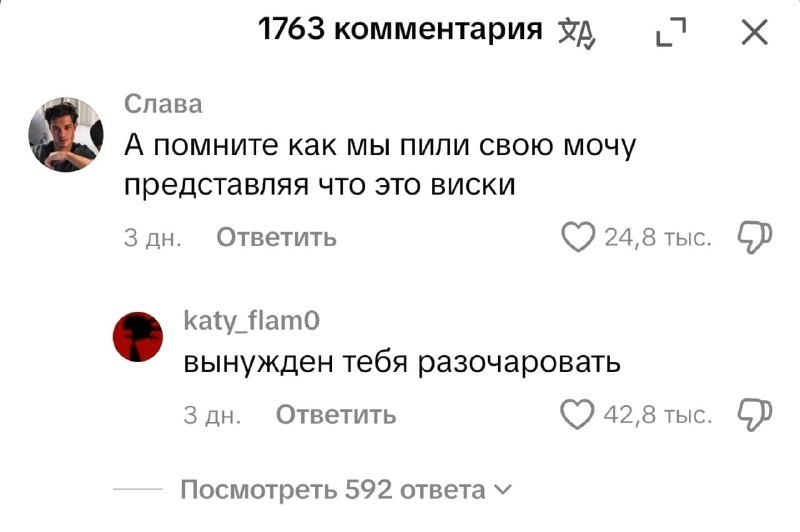 1763 комментария
Слава
А помните как мы пили свою мочу
представляя что это виски
3 дн. Ответить 24,8 тыс.
katy_flam0
вынужден тебя разочаровать
3 дн. Ответить 42,8 тыс.
Посмотреть 592 ответа